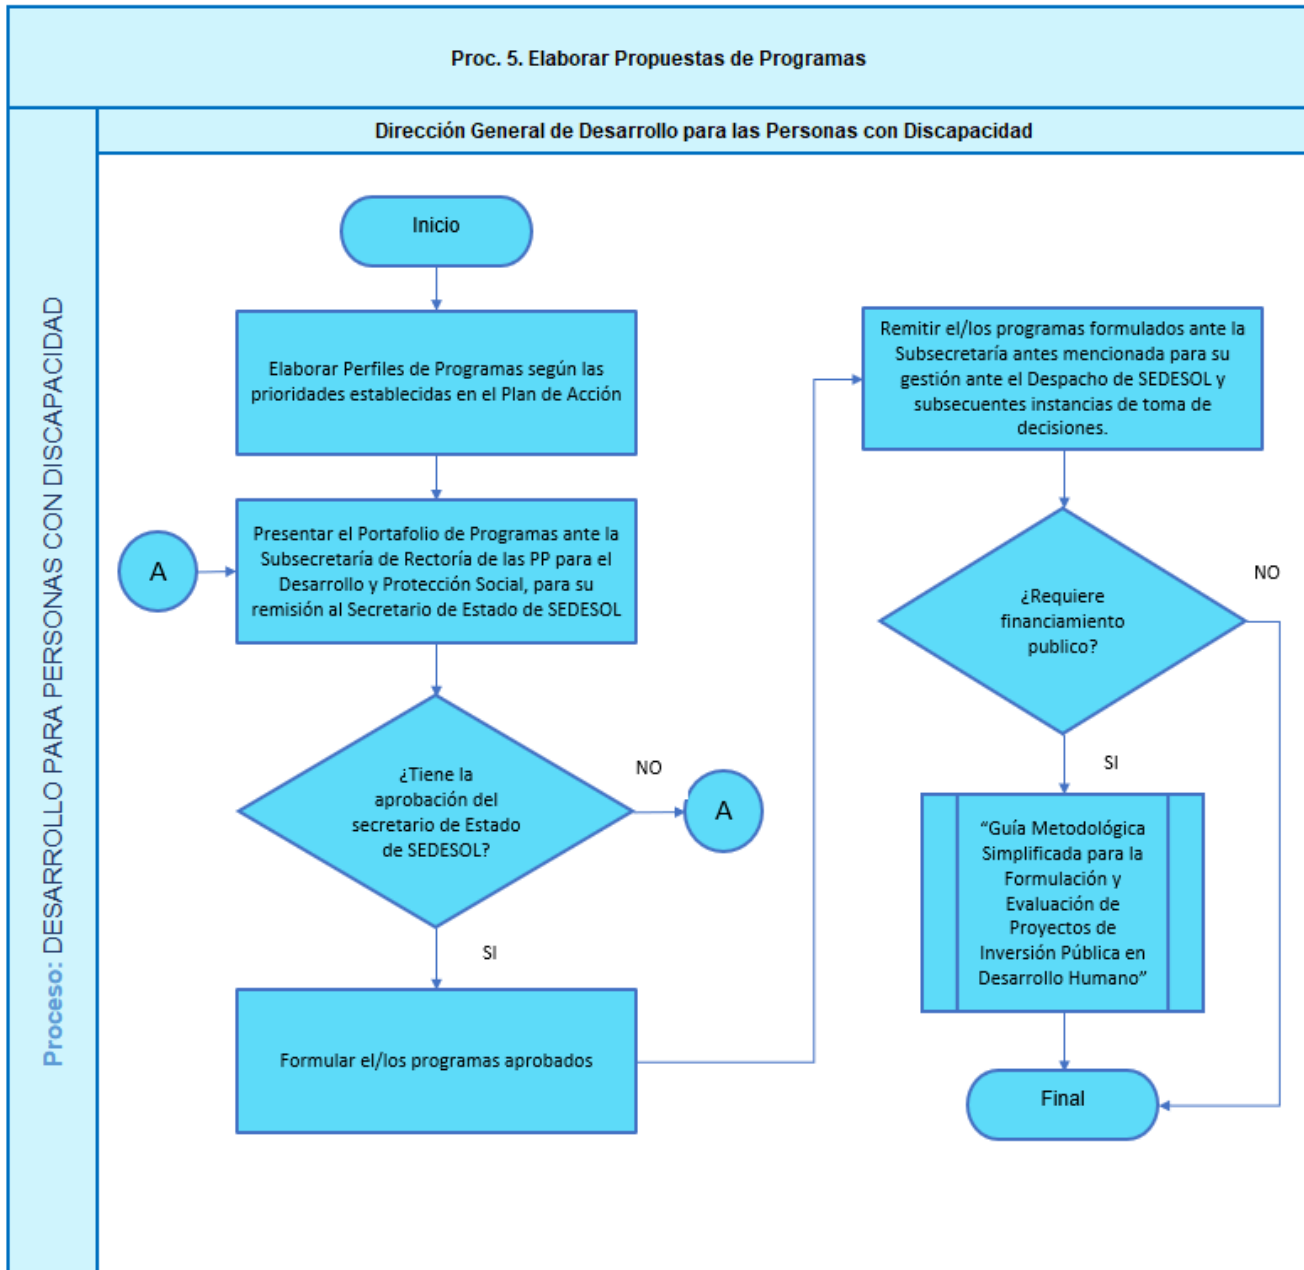 Proc. 5. Elaborar Propuestas de Programas
Dirección General de Desarrollo para las Personas con Discapacidad
Proceso: DESARROLLO PARA PERSONAS CON DISCAPACIDAD
Inicio
Elaborar Perfiles de Programas según las
prioridades establecidas en el Plan de Acción
A
Presentar el Portafolio de Programas ante la
Subsecretaría de Rectoría de las PP para el
Desarrollo y Protección Social, para su
remisión al Secretario de Estado de SEDESOL
¿Tiene la
aprobación del
secretario de Estado
de SEDESOL?
NO
A
SI
Formular el/los programas aprobados
Remitir el/los programas formulados ante la
Subsecretaría antes mencionada para su
gestión ante el Despacho de SEDESOL y
subsecuentes instancias de toma de
decisiones.
¿Requiere
financiamiento
publico?
NO
SI
“Guía Metodológica
Simplificada para la
Formulación y
Evaluación de
Proyectos de
Inversión Pública en
Desarrollo Humano”
Final